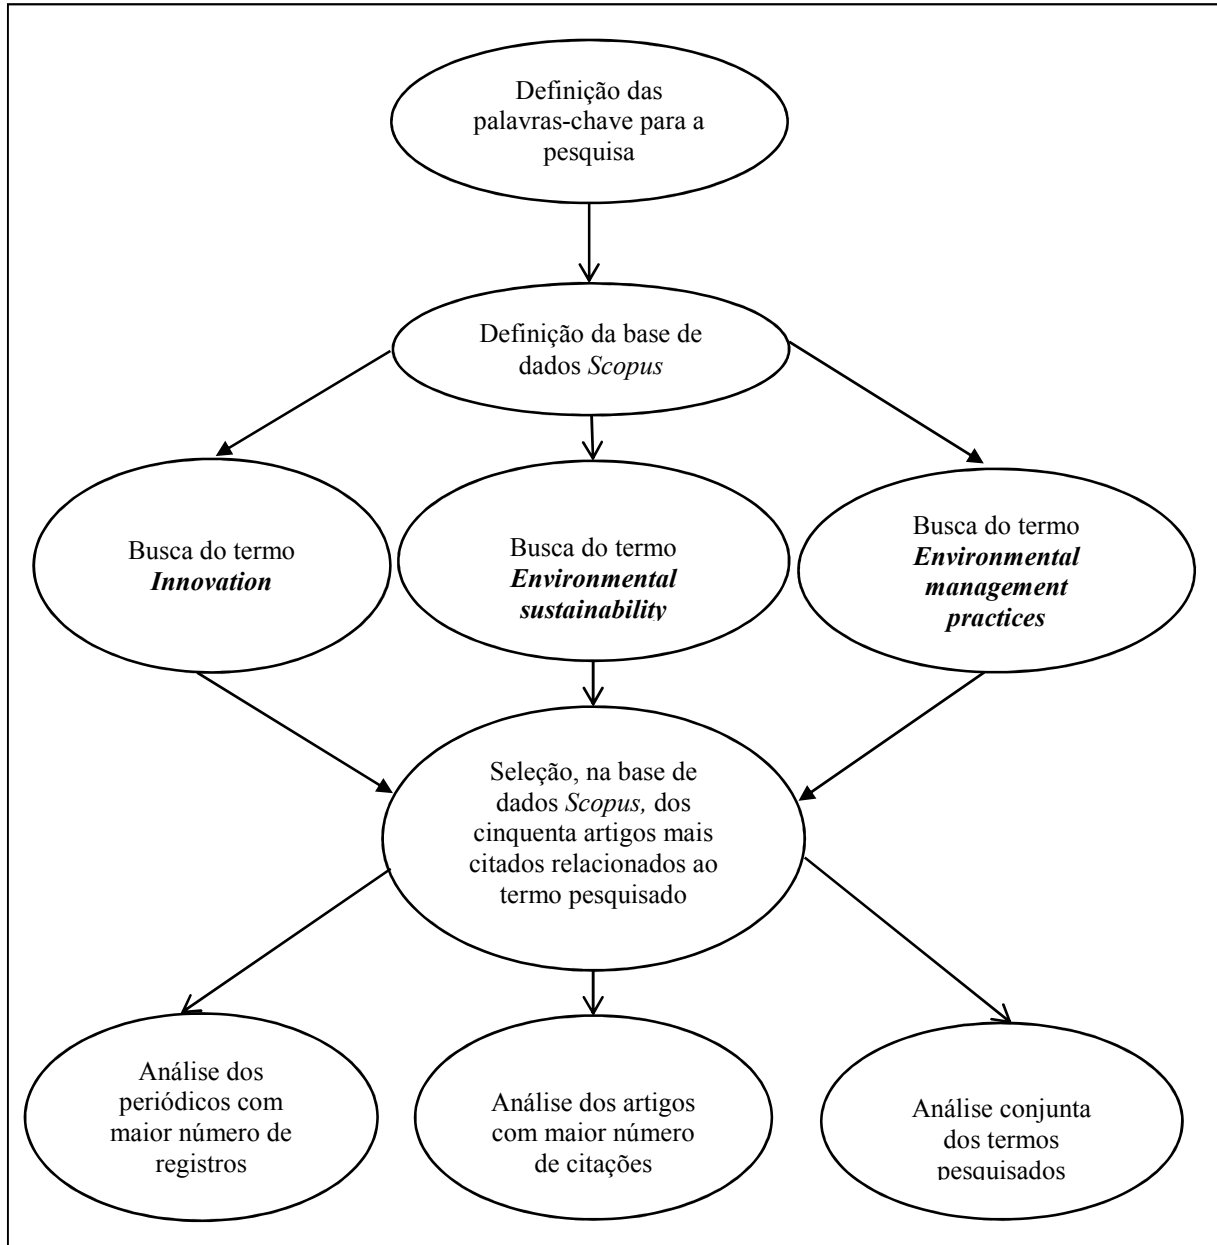 Definição das
palavras-chave para a
pesquisa
Definição da base de
dados Scopus
Busca do termo
Innovation
Busca do termo
Environmental
sustainability
Busca do termo
Environmental
management
practices
Seleção, na base de
dados Scopus, dos
cinquenta artigos mais
citados relacionados ao
termo pesquisado
Análise dos
periódicos com
maior número de
registros
Análise dos artigos
com maior número
de citações
Análise conjunta
dos termos
pesquisados